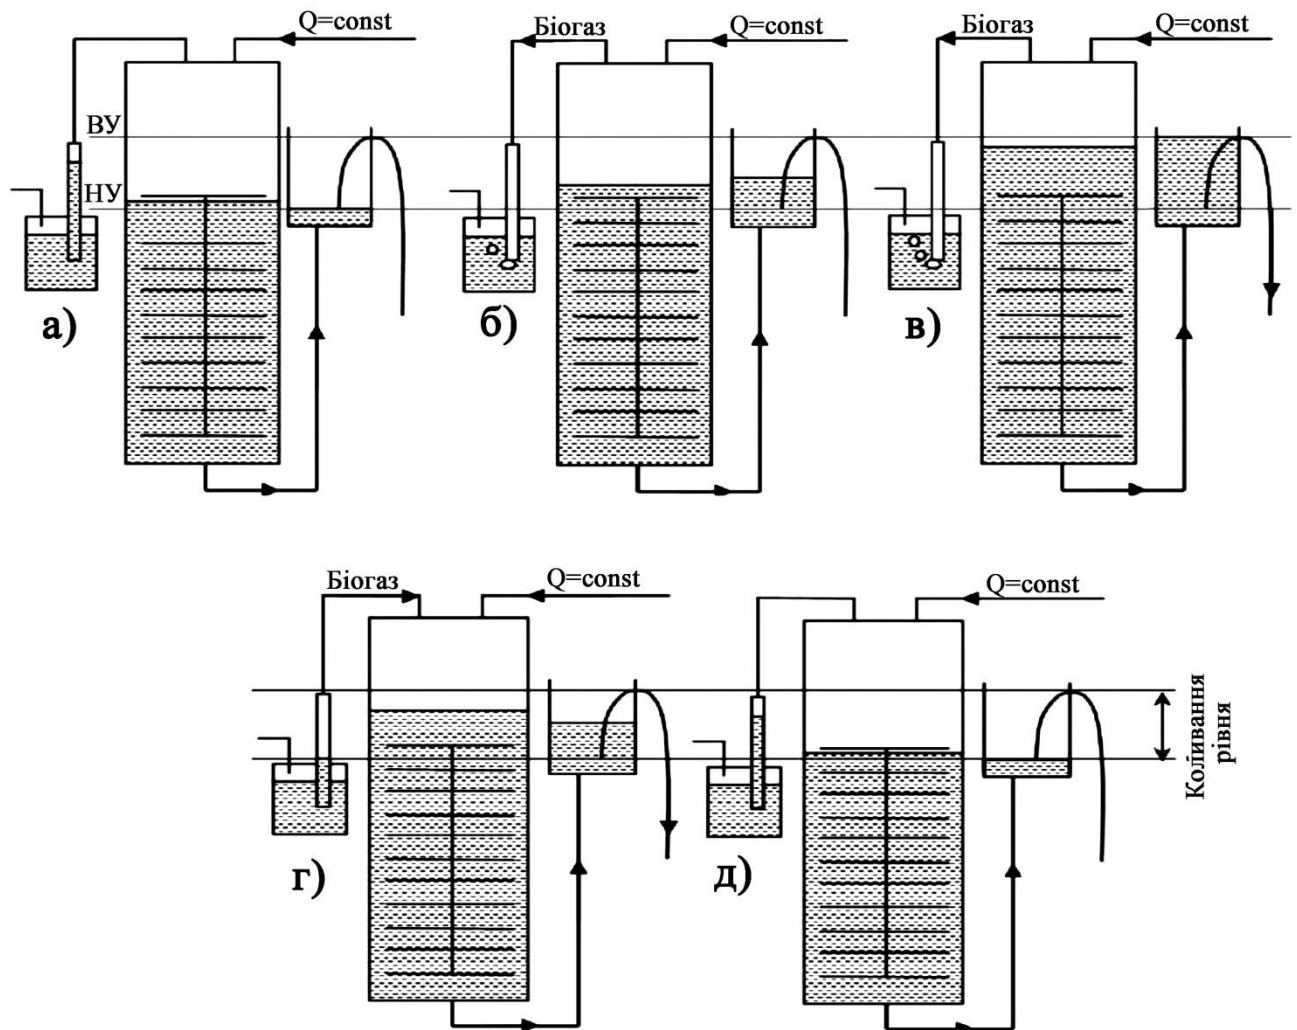 Q=const
Біогаз
Q=const
Біогаз
Q=const
ВУ
НУ
а)
б)
в)
Біогаз
Q=const
Q=const
Коливання
рівня
г)
д)